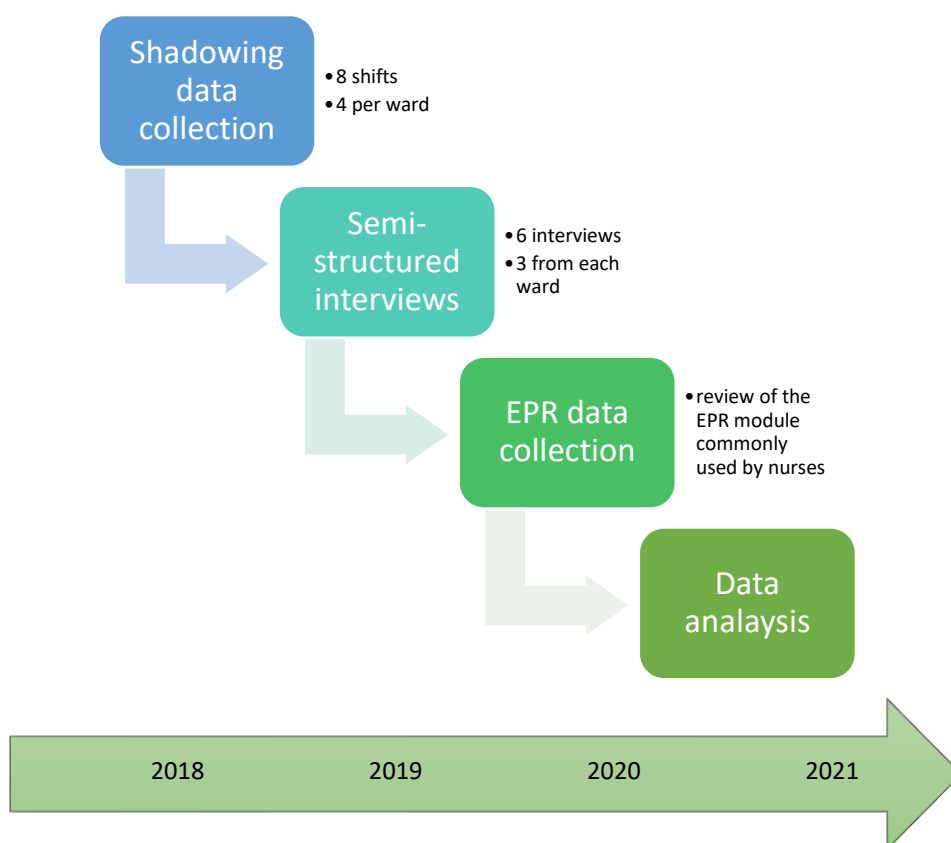 Shadowing
data
collection
• 8 shifts
• 4 per ward
Semi-
structured
interviews
• 6 interviews
• 3 from each
ward
EPR data
collection
• review of the
EPR module
commonly
used by nurses
Data
analaysis
2018
2019
2020
2021